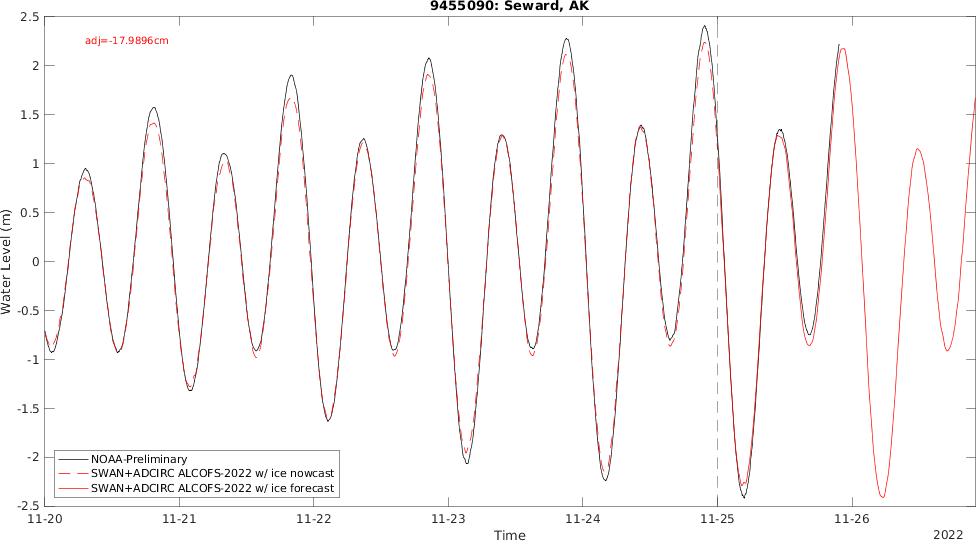 9455090: Seward, AK
adj=-17.9896cm
2.5
2
1.5
1
0.5
0
-0.5
-1
-1.5
-2
-2.5
Water Level (m)
NOAA-Preliminary
SWAN+ADCIRC ALCOFS-2022 w/ ice nowcast
SWAN+ADCIRC ALCOFS-2022 w/ ice forecast
11-20 11-21 11-22 11-23 11-24 11-25 11-26
Time
2022